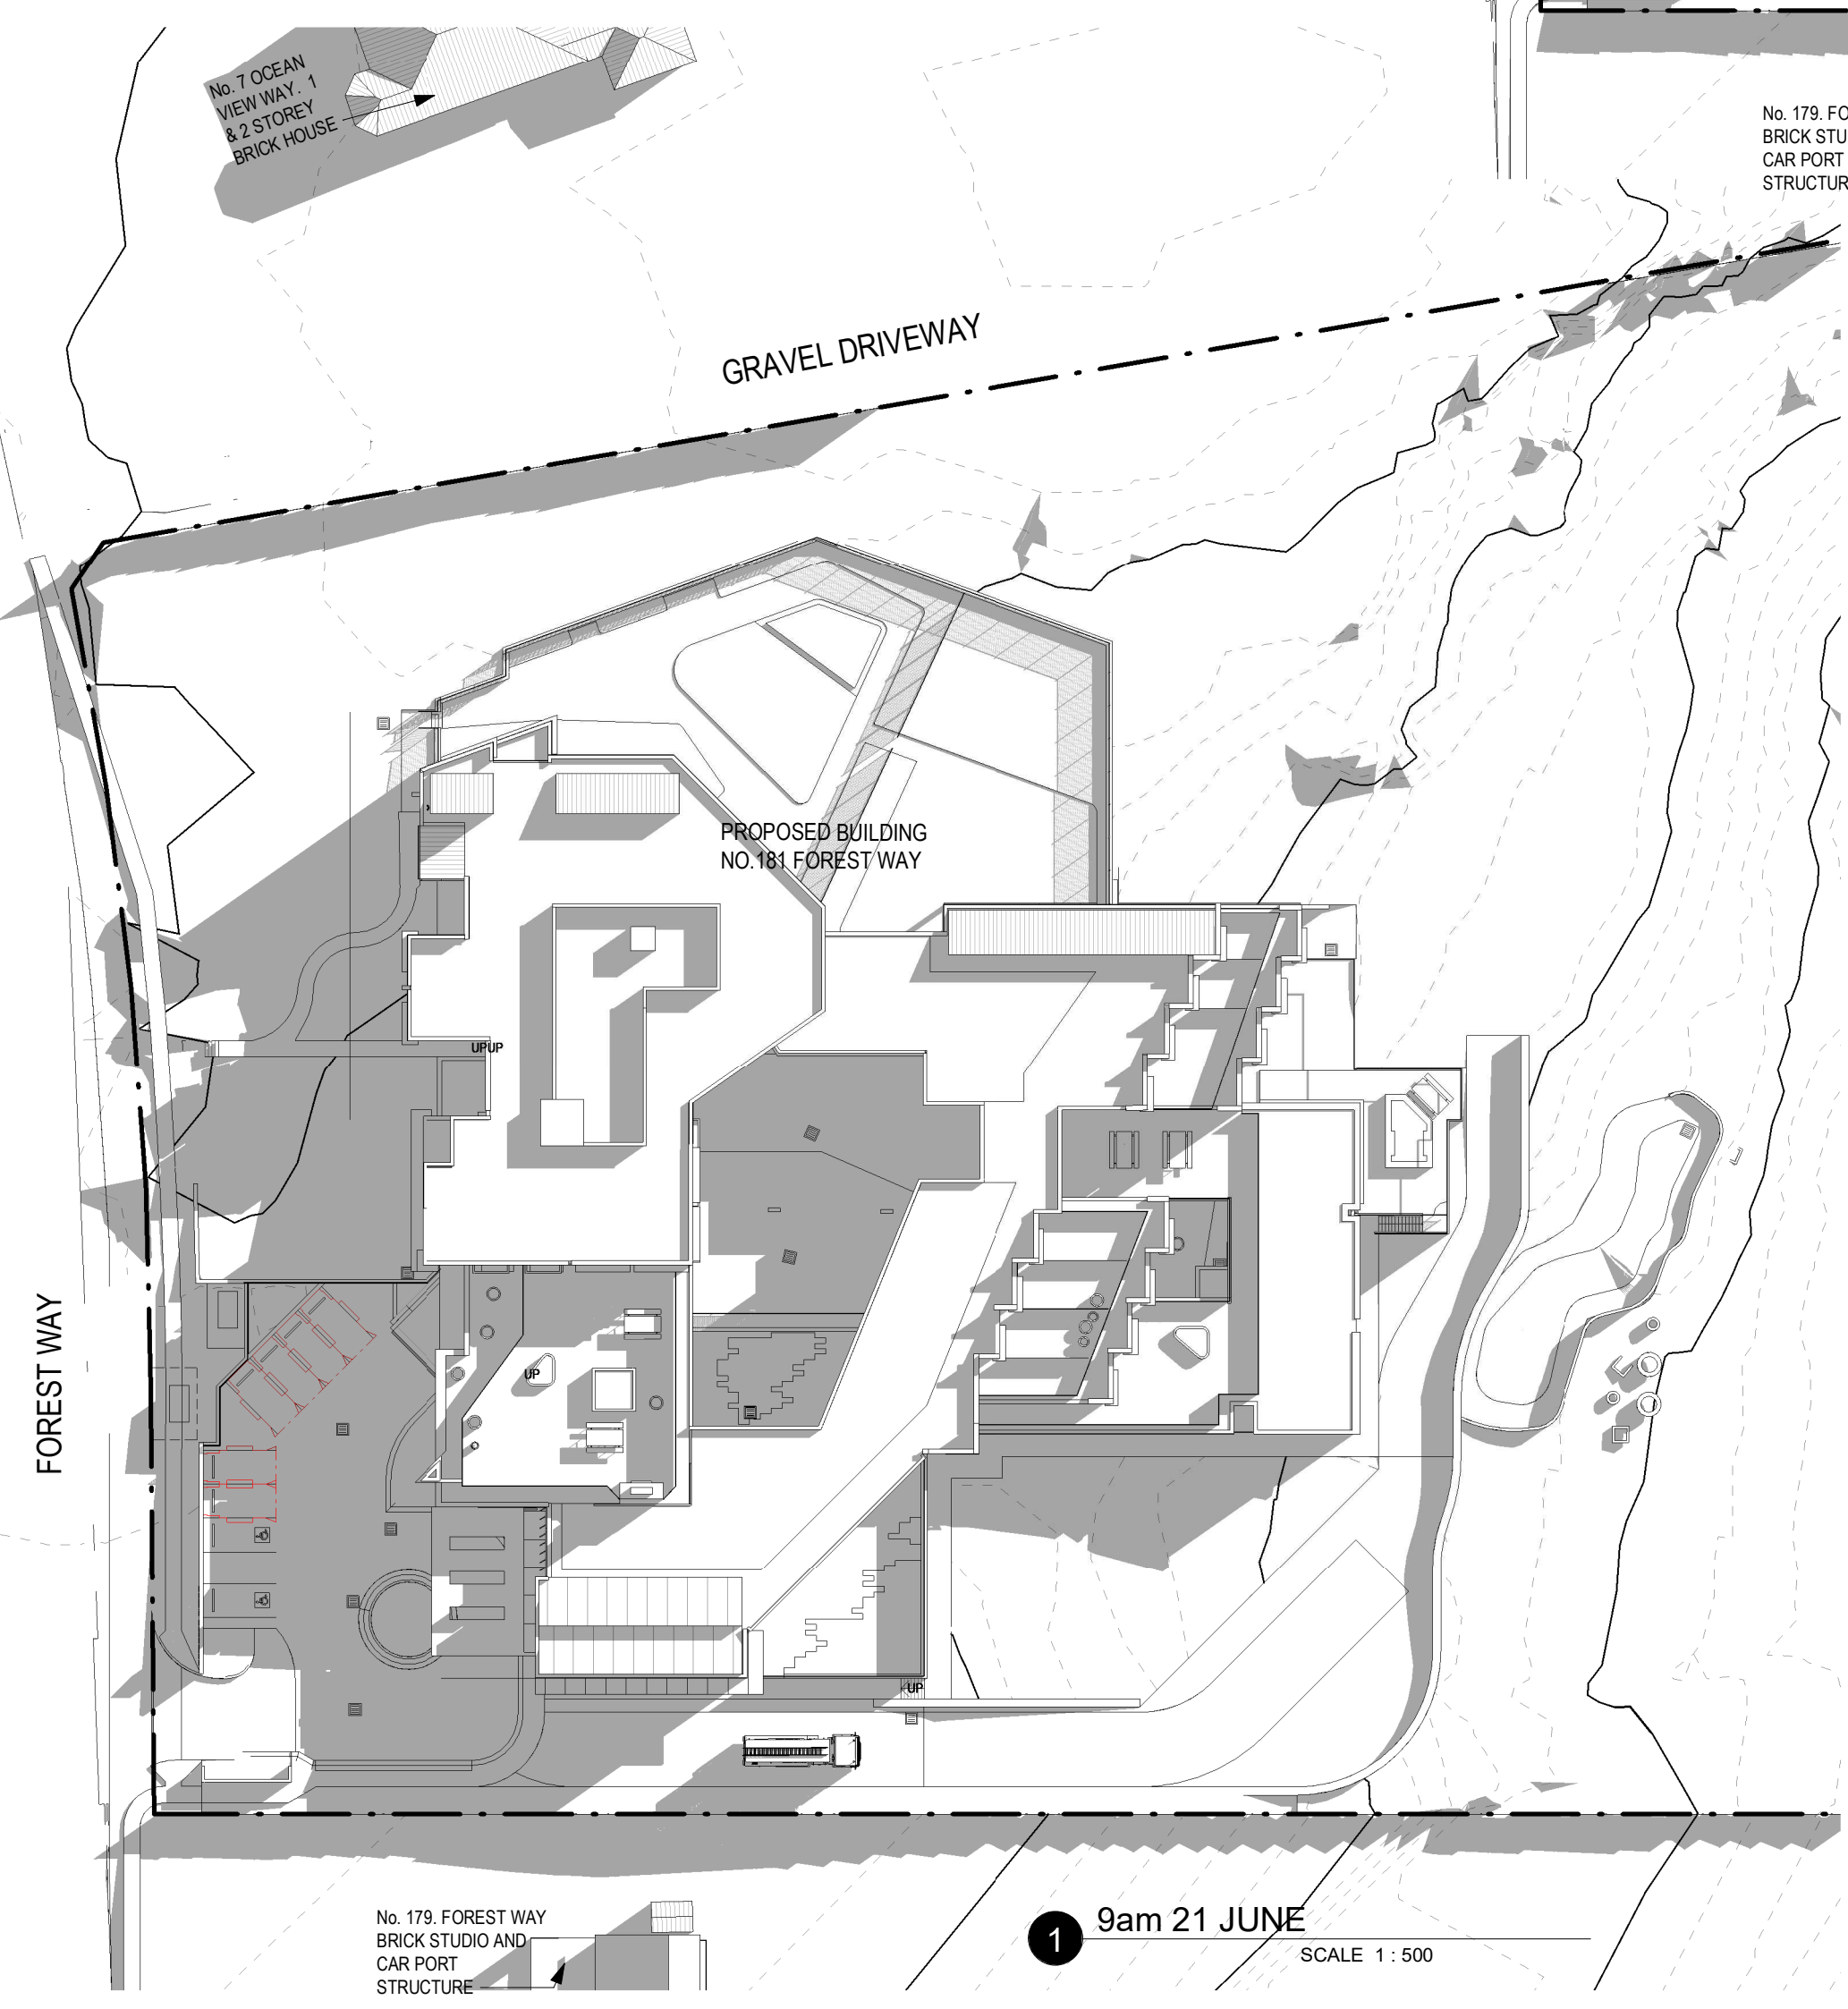 No. 7 OCEAN
VIEW WAY. 1
& 2 STOREY
BRICK HOUSE
No. 179. FO
BRICK STU
CAR PORT
STRUCTUR
GRAVEL DRIVEWAY
PROPOSED BUILDING
NO.181 FOREST WAY
UPUP
FOREST WAY
UP
UP
No. 179. FOREST WAY
BRICK STUDIO AND
CAR PORT
STRUCTURE
1
9am 21 JUNE
SCALE 1 : 500